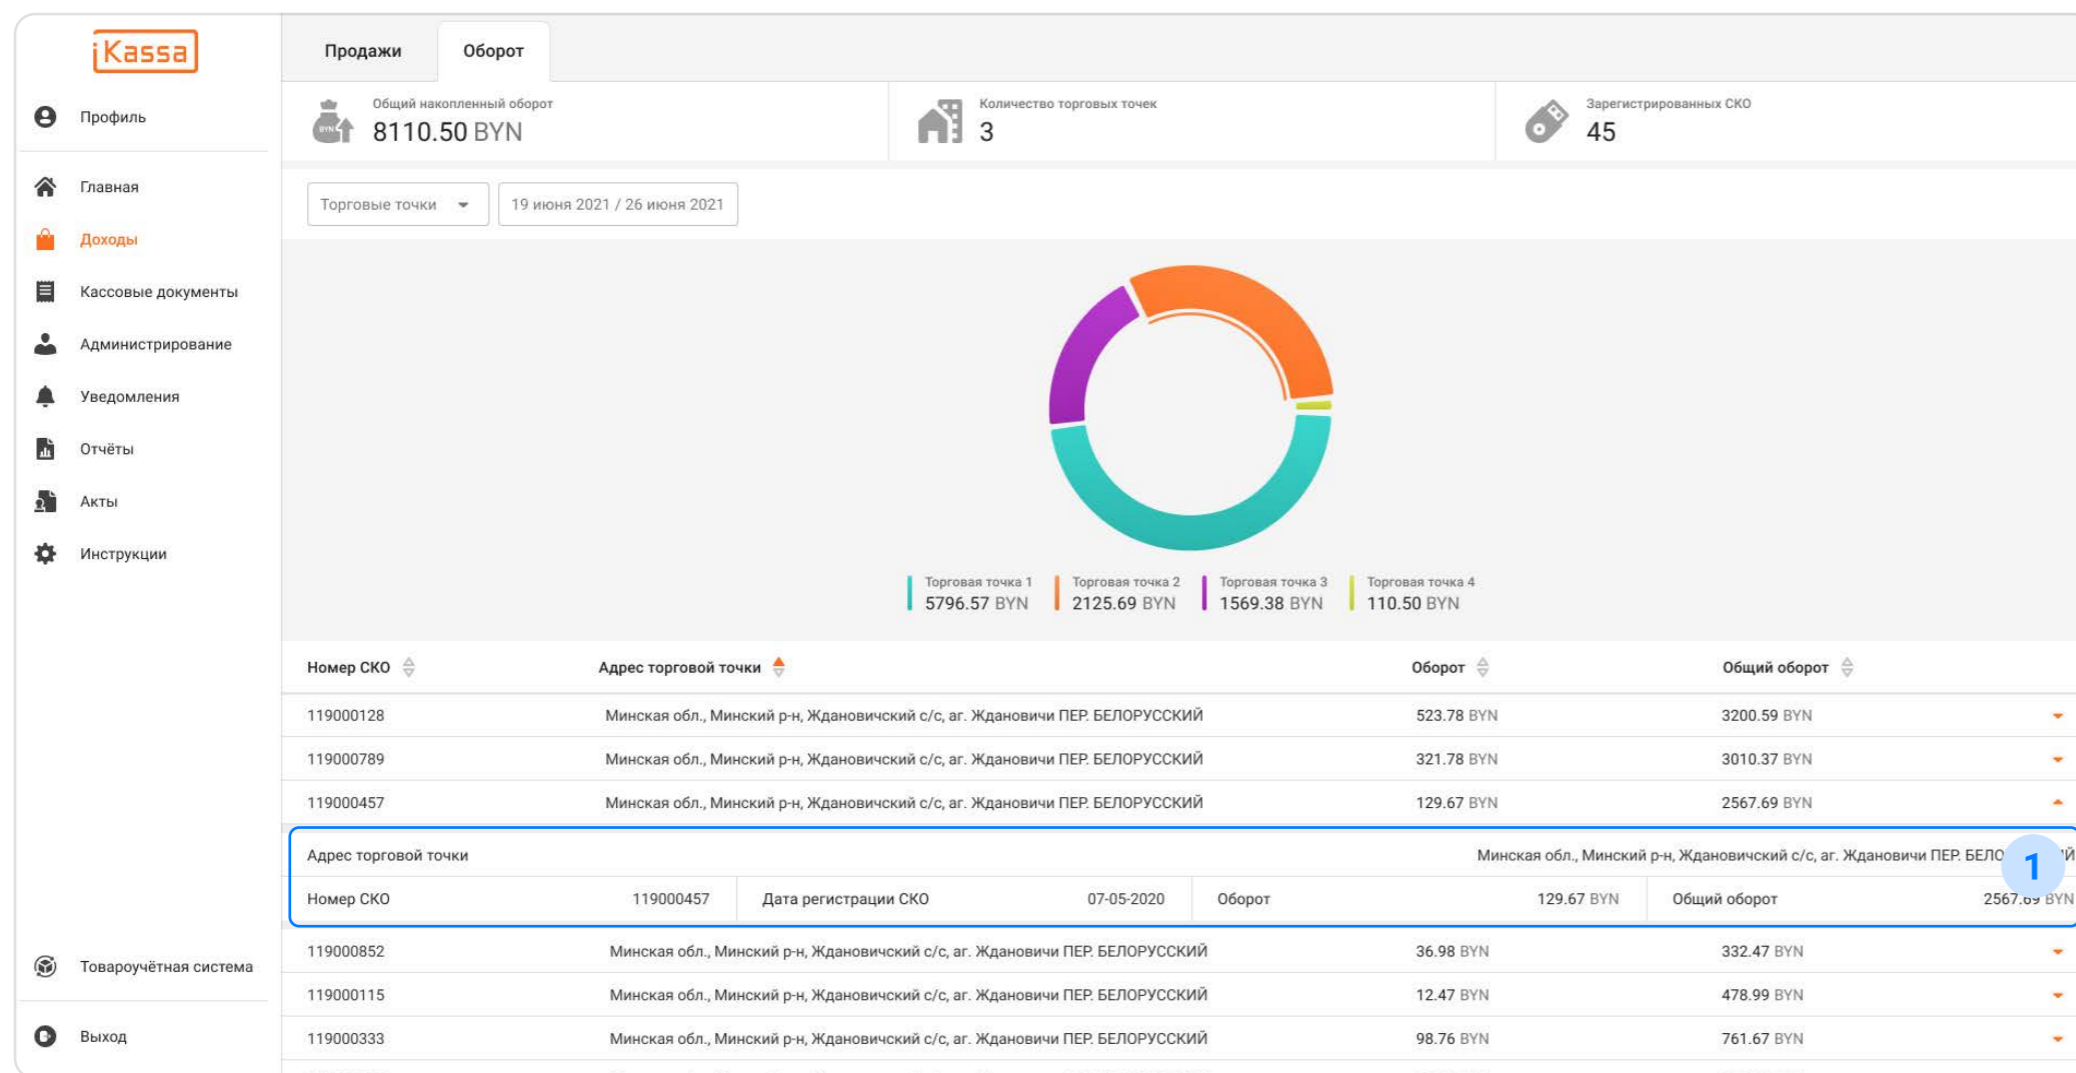 iKassa
Продажи
Оборот
Профиль
Главная
Доходы
Кассовые документы
Администрирование
Уведомления
Отчёты
Акты
Инструкции
Товароучётная система
Выход
BYN
Общий накопленный оборот
8110.50 BYN
Количество торговых точек
3
Зарегистрированных СКО
45
Торговые точки
19 июня 2021 / 26 июня 2021
Торговая точка 1
5796.57 BYN
Торговая точка 2
2125.69 BYN
Торговая точка 3
1569.38 BYN
Торговая точка 4
110.50 BYN
Номер СКО Адрес торговой точки Оборот Общий оборот
119000128 Минская обл., Минский р-н, Ждановичский с/с, аг. Ждановичи ПЕР. БЕЛОРУССКИЙ 523.78 BYN 3200.59 BYN
119000789 Минская обл., Минский р-н, Ждановичский с/с, аг. Ждановичи ПЕР. БЕЛОРУССКИЙ 321.78 BYN 3010.37 BYN
119000457 Минская обл., Минский р-н, Ждановичский с/с, аг. Ждановичи ПЕР. БЕЛОРУССКИЙ 129.67 BYN 2567.69 BYN
Адрес торговой точки Минская обл., Минский р-н, Ждановичский с/с, аг. Ждановичи ПЕР.
1
Номер СКО 119000457 Дата регистрации СКО 07-05-2020 Оборот 129.67 BYN Общий оборот 2567.69 BYN
119000852 Минская обл., Минский р-н, Ждановичский с/с, аг. Ждановичи ПЕР. БЕЛОРУССКИЙ 36.98 BYN 332.47 BYN
119000115 Минская обл., Минский р-н, Ждановичский с/с, аг. Ждановичи ПЕР. БЕЛОРУССКИЙ 12.47 BYN 478.99 BYN
119000333 Минская обл., Минский р-н, Ждановичский с/с, аг. Ждановичи ПЕР. БЕЛОРУССКИЙ 98.76 BYN 761.67 BYN